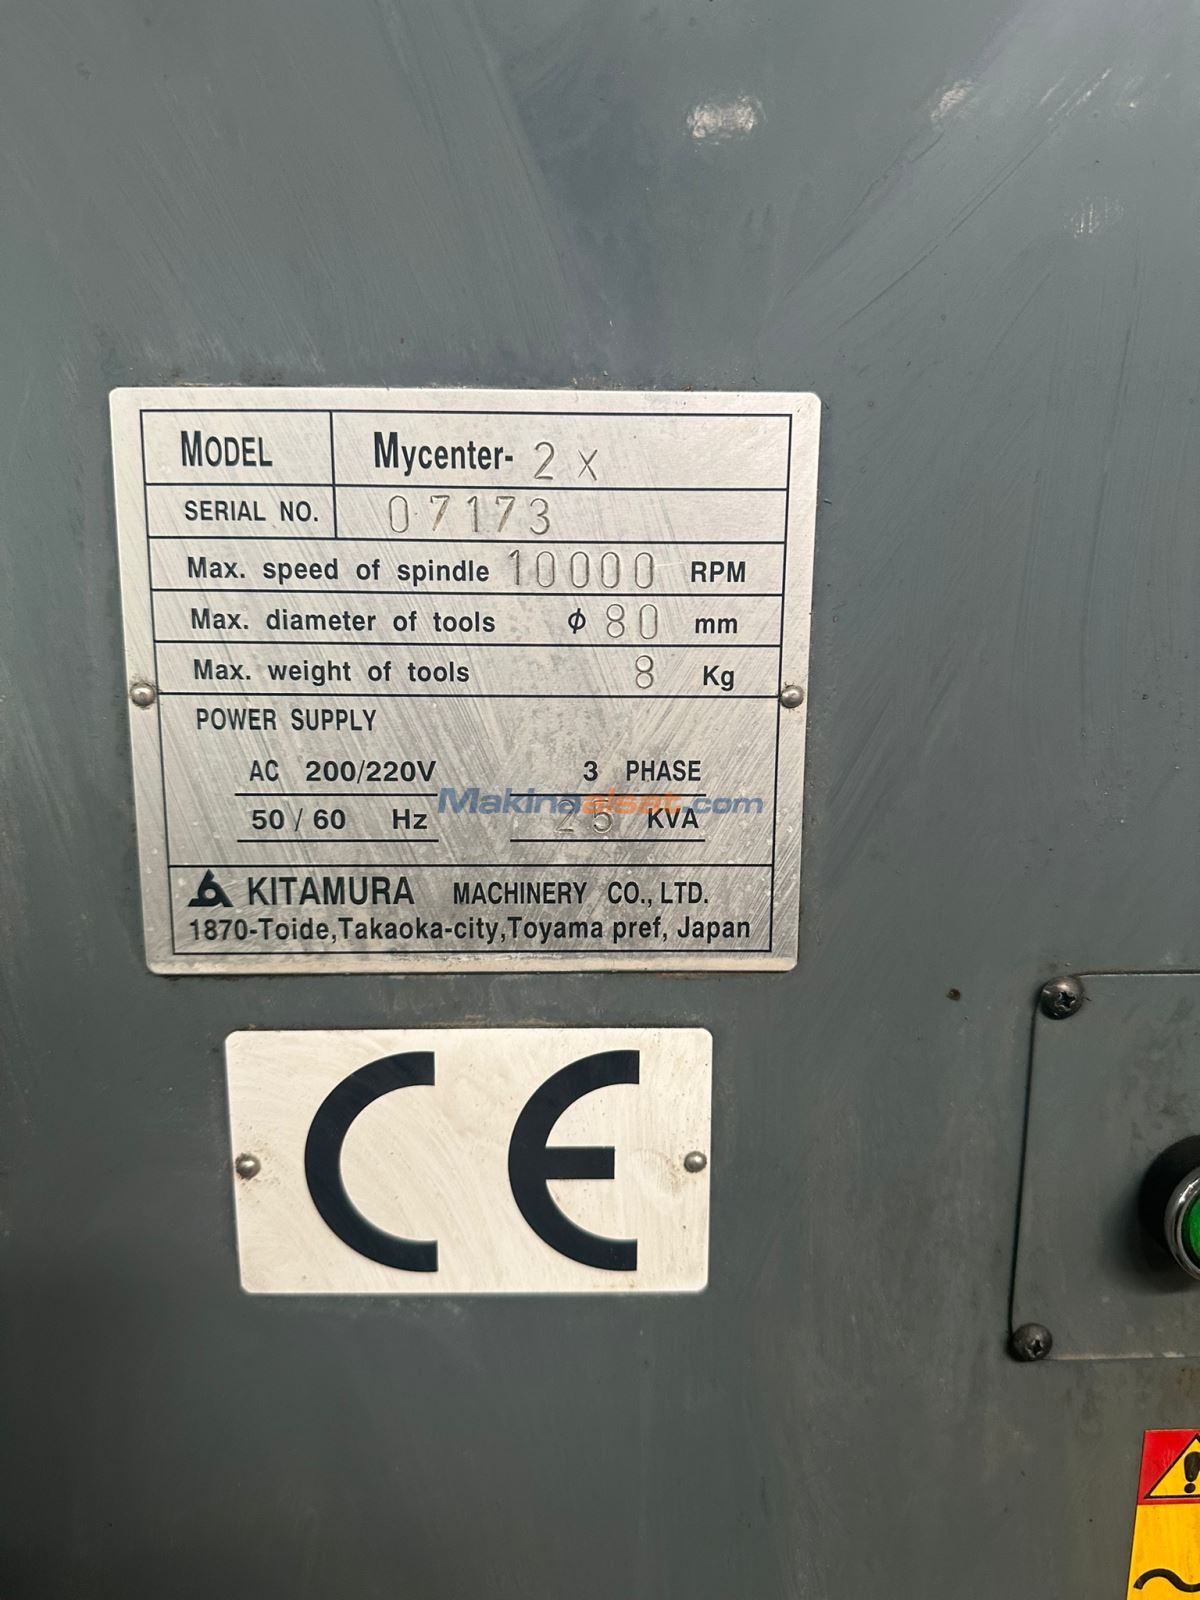 MODEL Mycenter- 2 X
SERIAL NO. 07173
Max. speed of spindle 10000 RPM
Max. diameter of tools ϕ 80 mm
Max. weight of tools 8 Kg
POWER SUPPLY
AC 200/220V 3 PHASE
Makinaalsat.com
50 / 60 Hz 25 KVA
KITAMURA MACHINERY CO., LTD.
1870-Toide, Takaoka-city, Toyama pref, Japan
CE